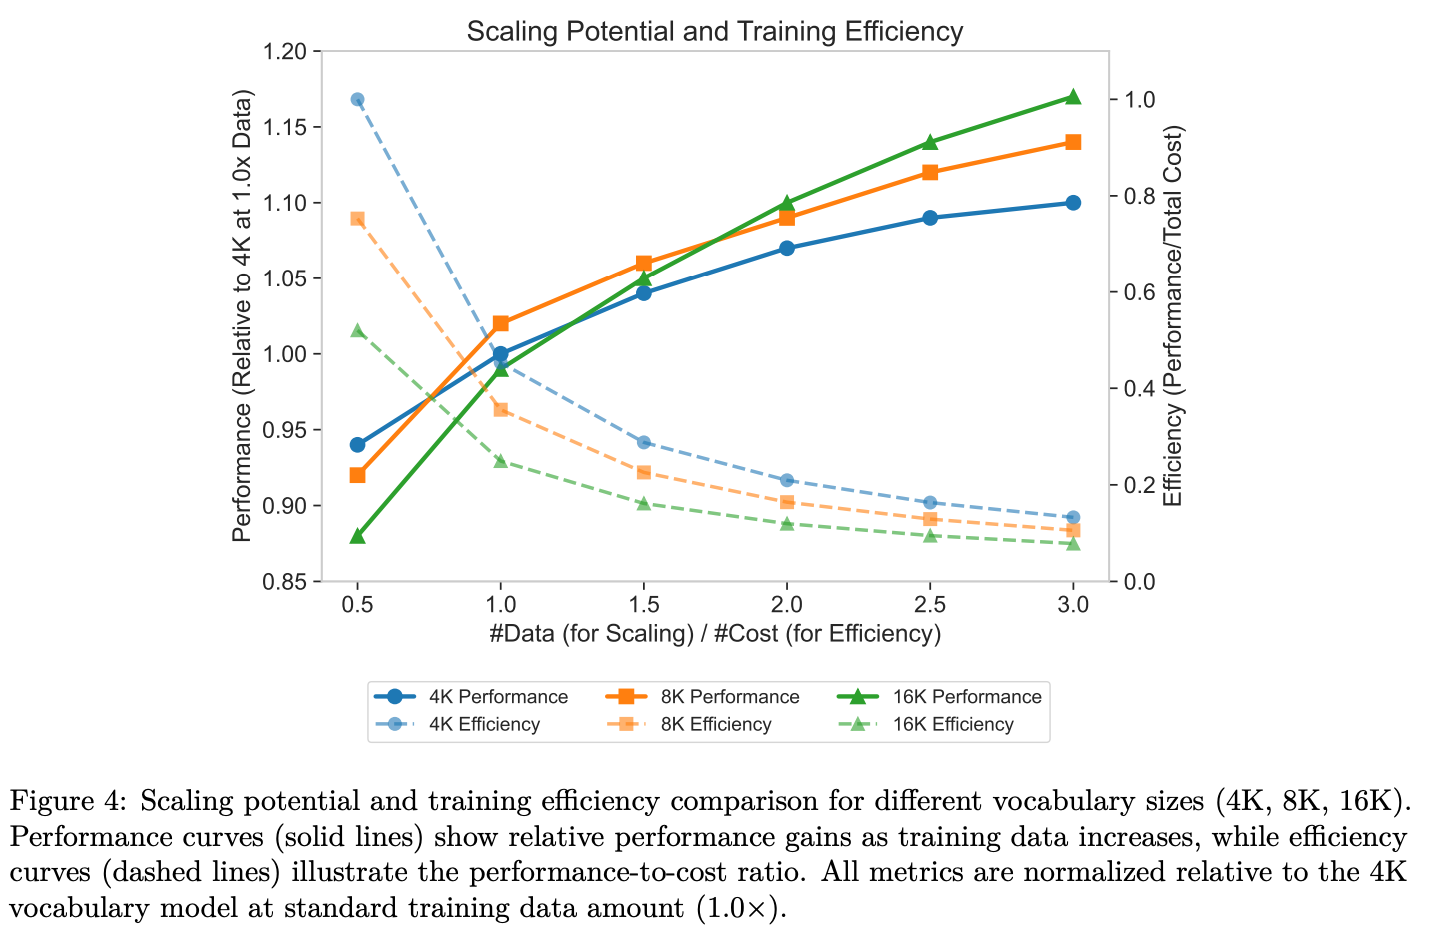 Scaling Potential and Training Efficiency
Performance (Relative to 4K at 1.0x Data)
1.20
1.15
1.10
1.05
1.00
0.95
0.90
0.85
1.0
0.8
0.6
0.4
0.2
0.0
Efficiency (Performance/Total Cost)
0.5 1.0 1.5 2.0 2.5 3.0
#Data (for Scaling) / #Cost (for Efficiency)
4K Performance 8K Performance 16K Performance
4K Efficiency 8K Efficiency 16K Efficiency
Figure 4: Scaling potential and training efficiency comparison for different vocabulary sizes (4K, 8K, 16K).
Performance curves (solid lines) show relative performance gains as training data increases, while efficiency
curves (dashed lines) illustrate the performance-to-cost ratio. All metrics are normalized relative to the 4K
vocabulary model at standard training data amount (1.0×).